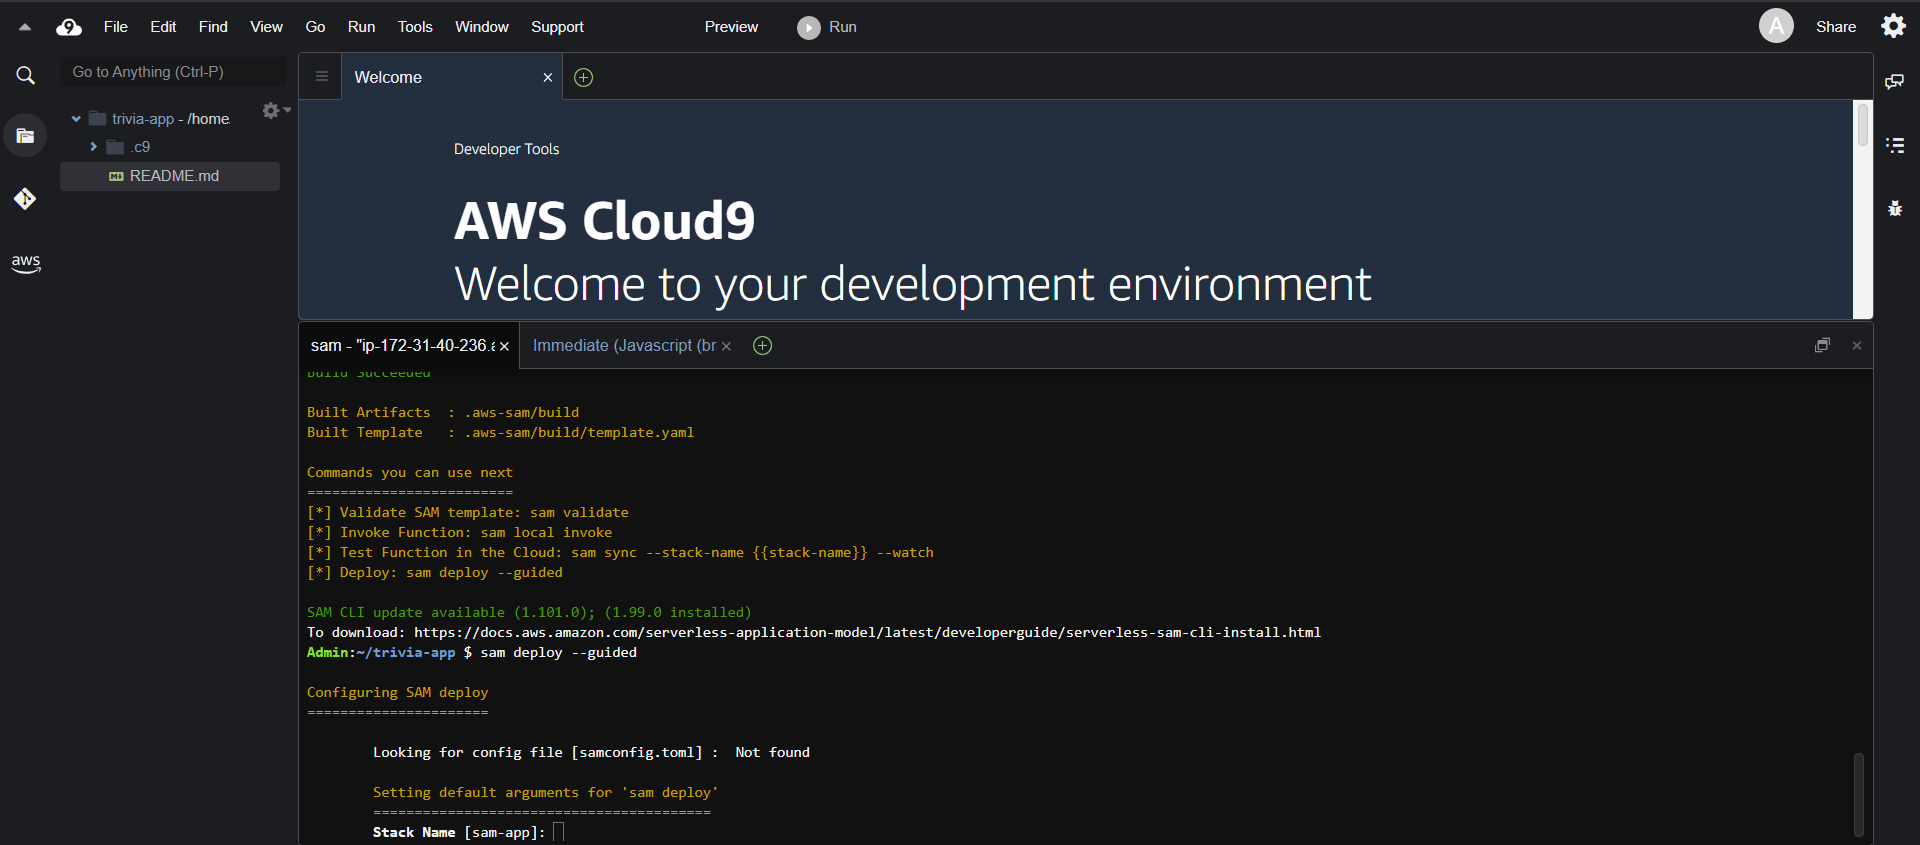 File Edit Find View Go Run Tools Window Support Preview Run A Share
Go to Anything (Ctrl-P)
Welcome
trivia-app - /home
.c9
README.md
aws
Developer Tools
AWS Cloud9
Welcome to your development environment
sam - "ip-172-31-40-236.a
Immediate (Javascript (br
Build Succeeded
Built Artifacts : .aws-sam/build
Built Template : .aws-sam/build/template.yaml
Commands you can use next
=========================
[*] Validate SAM template: sam validate
[*] Invoke Function: sam local invoke
[*] Test Function in the Cloud: sam sync --stack-name {{stack-name}} --watch
[*] Deploy: sam deploy --guided
SAM CLI update available (1.101.0); (1.99.0 installed)
To download: https://docs.aws.amazon.com/serverless-application-model/latest/developerguide/serverless-sam-cli-install.html
Admin:~/trivia-app $ sam deploy --guided
Configuring SAM deploy
======================
Looking for config file [samconfig.toml] : Not found
Setting default arguments for 'sam deploy'
=========================================
Stack Name [sam-app]: